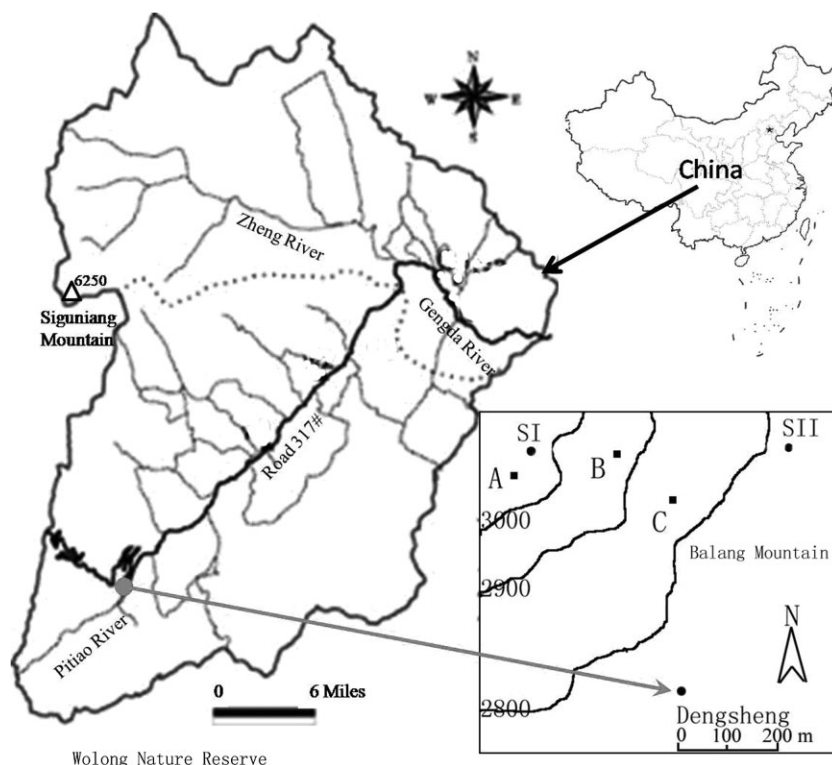 N
W E
S
China
Zheng River
6250
Siguniang
Mountain
Gengda River
Road 317#
SI
SII
A
B
C
3000
2900
2800
Balang Mountain
N
Dengsheng
0 100 200 m
Pitiao River
0 6 Miles
Wolong Nature Reserve